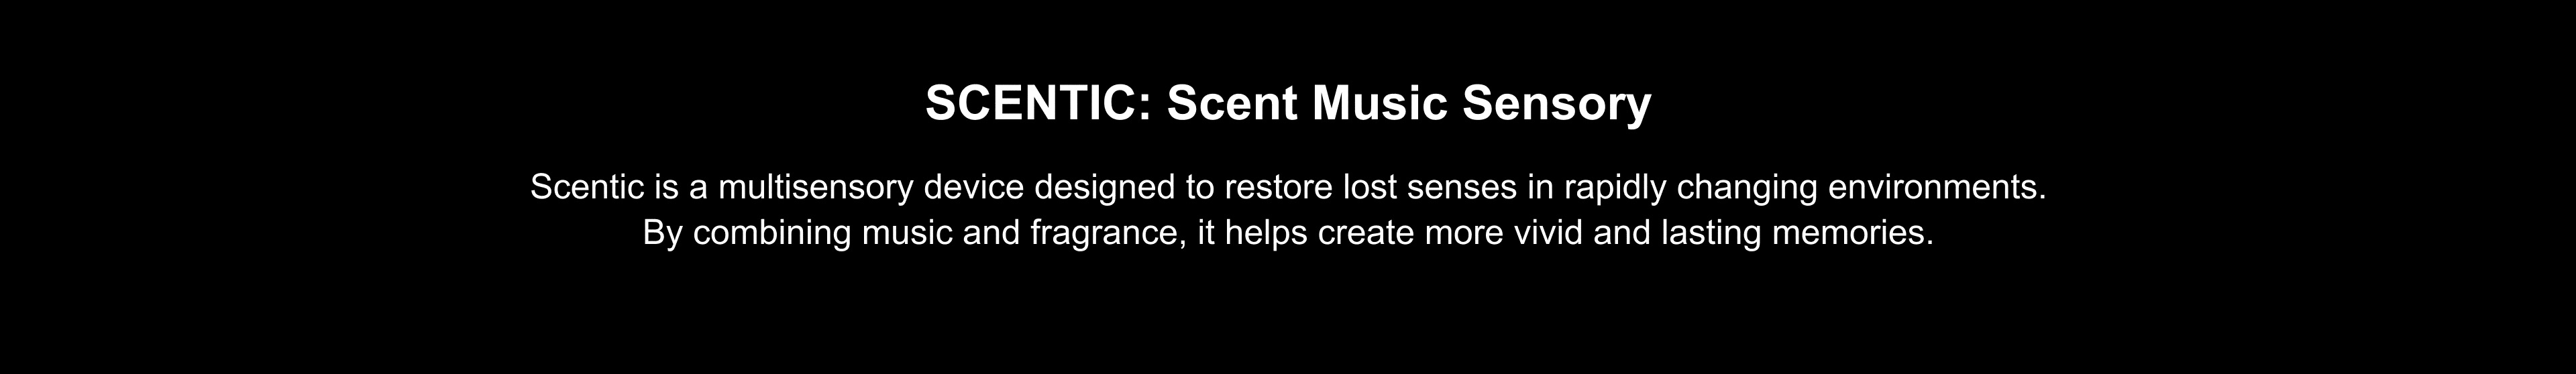 SCENTIC: Scent Music Sensory
Scentic is a multisensory device designed to restore lost senses in rapidly changing environments.
By combining music and fragrance, it helps create more vivid and lasting memories.